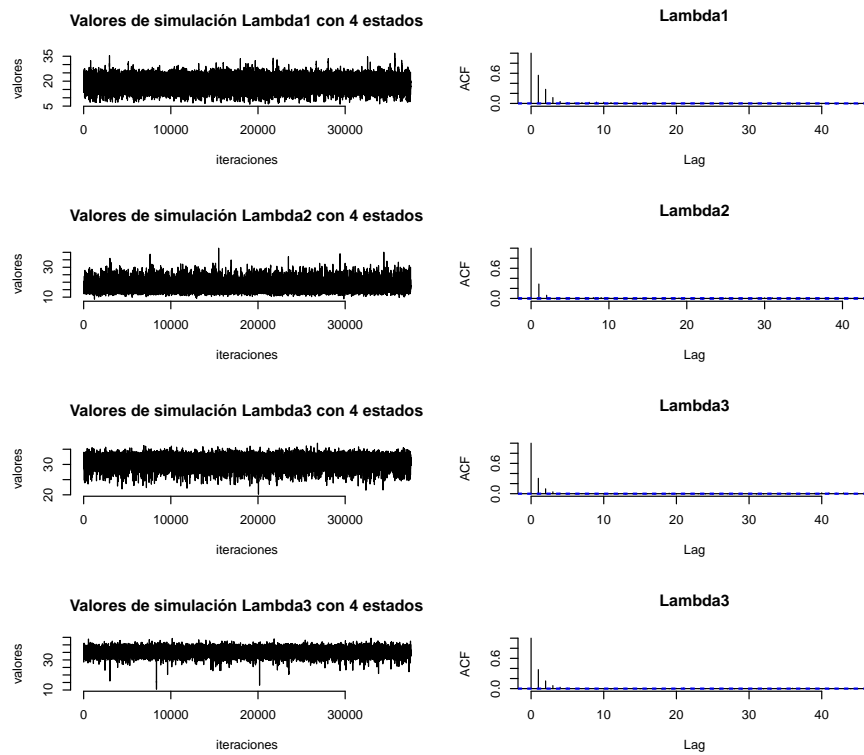 Valores de simulación Lambda1 con 4 estados
valores
5
20
35
0
10000
20000
30000
iteraciones
Lambda1
ACF
0.0
0.6
0
10
20
30
40
Lag
Valores de simulación Lambda2 con 4 estados
valores
10
30
0
10000
20000
30000
iteraciones
Lambda2
ACF
0.0
0.6
0
10
20
30
40
Lag
Valores de simulación Lambda3 con 4 estados
valores
20
30
0
10000
20000
30000
iteraciones
Lambda3
ACF
0.0
0.6
0
10
20
30
40
Lag
Valores de simulación Lambda3 con 4 estados
valores
10
30
0
10000
20000
30000
iteraciones
Lambda3
ACF
0.0
0.6
0
10
20
30
40
Lag